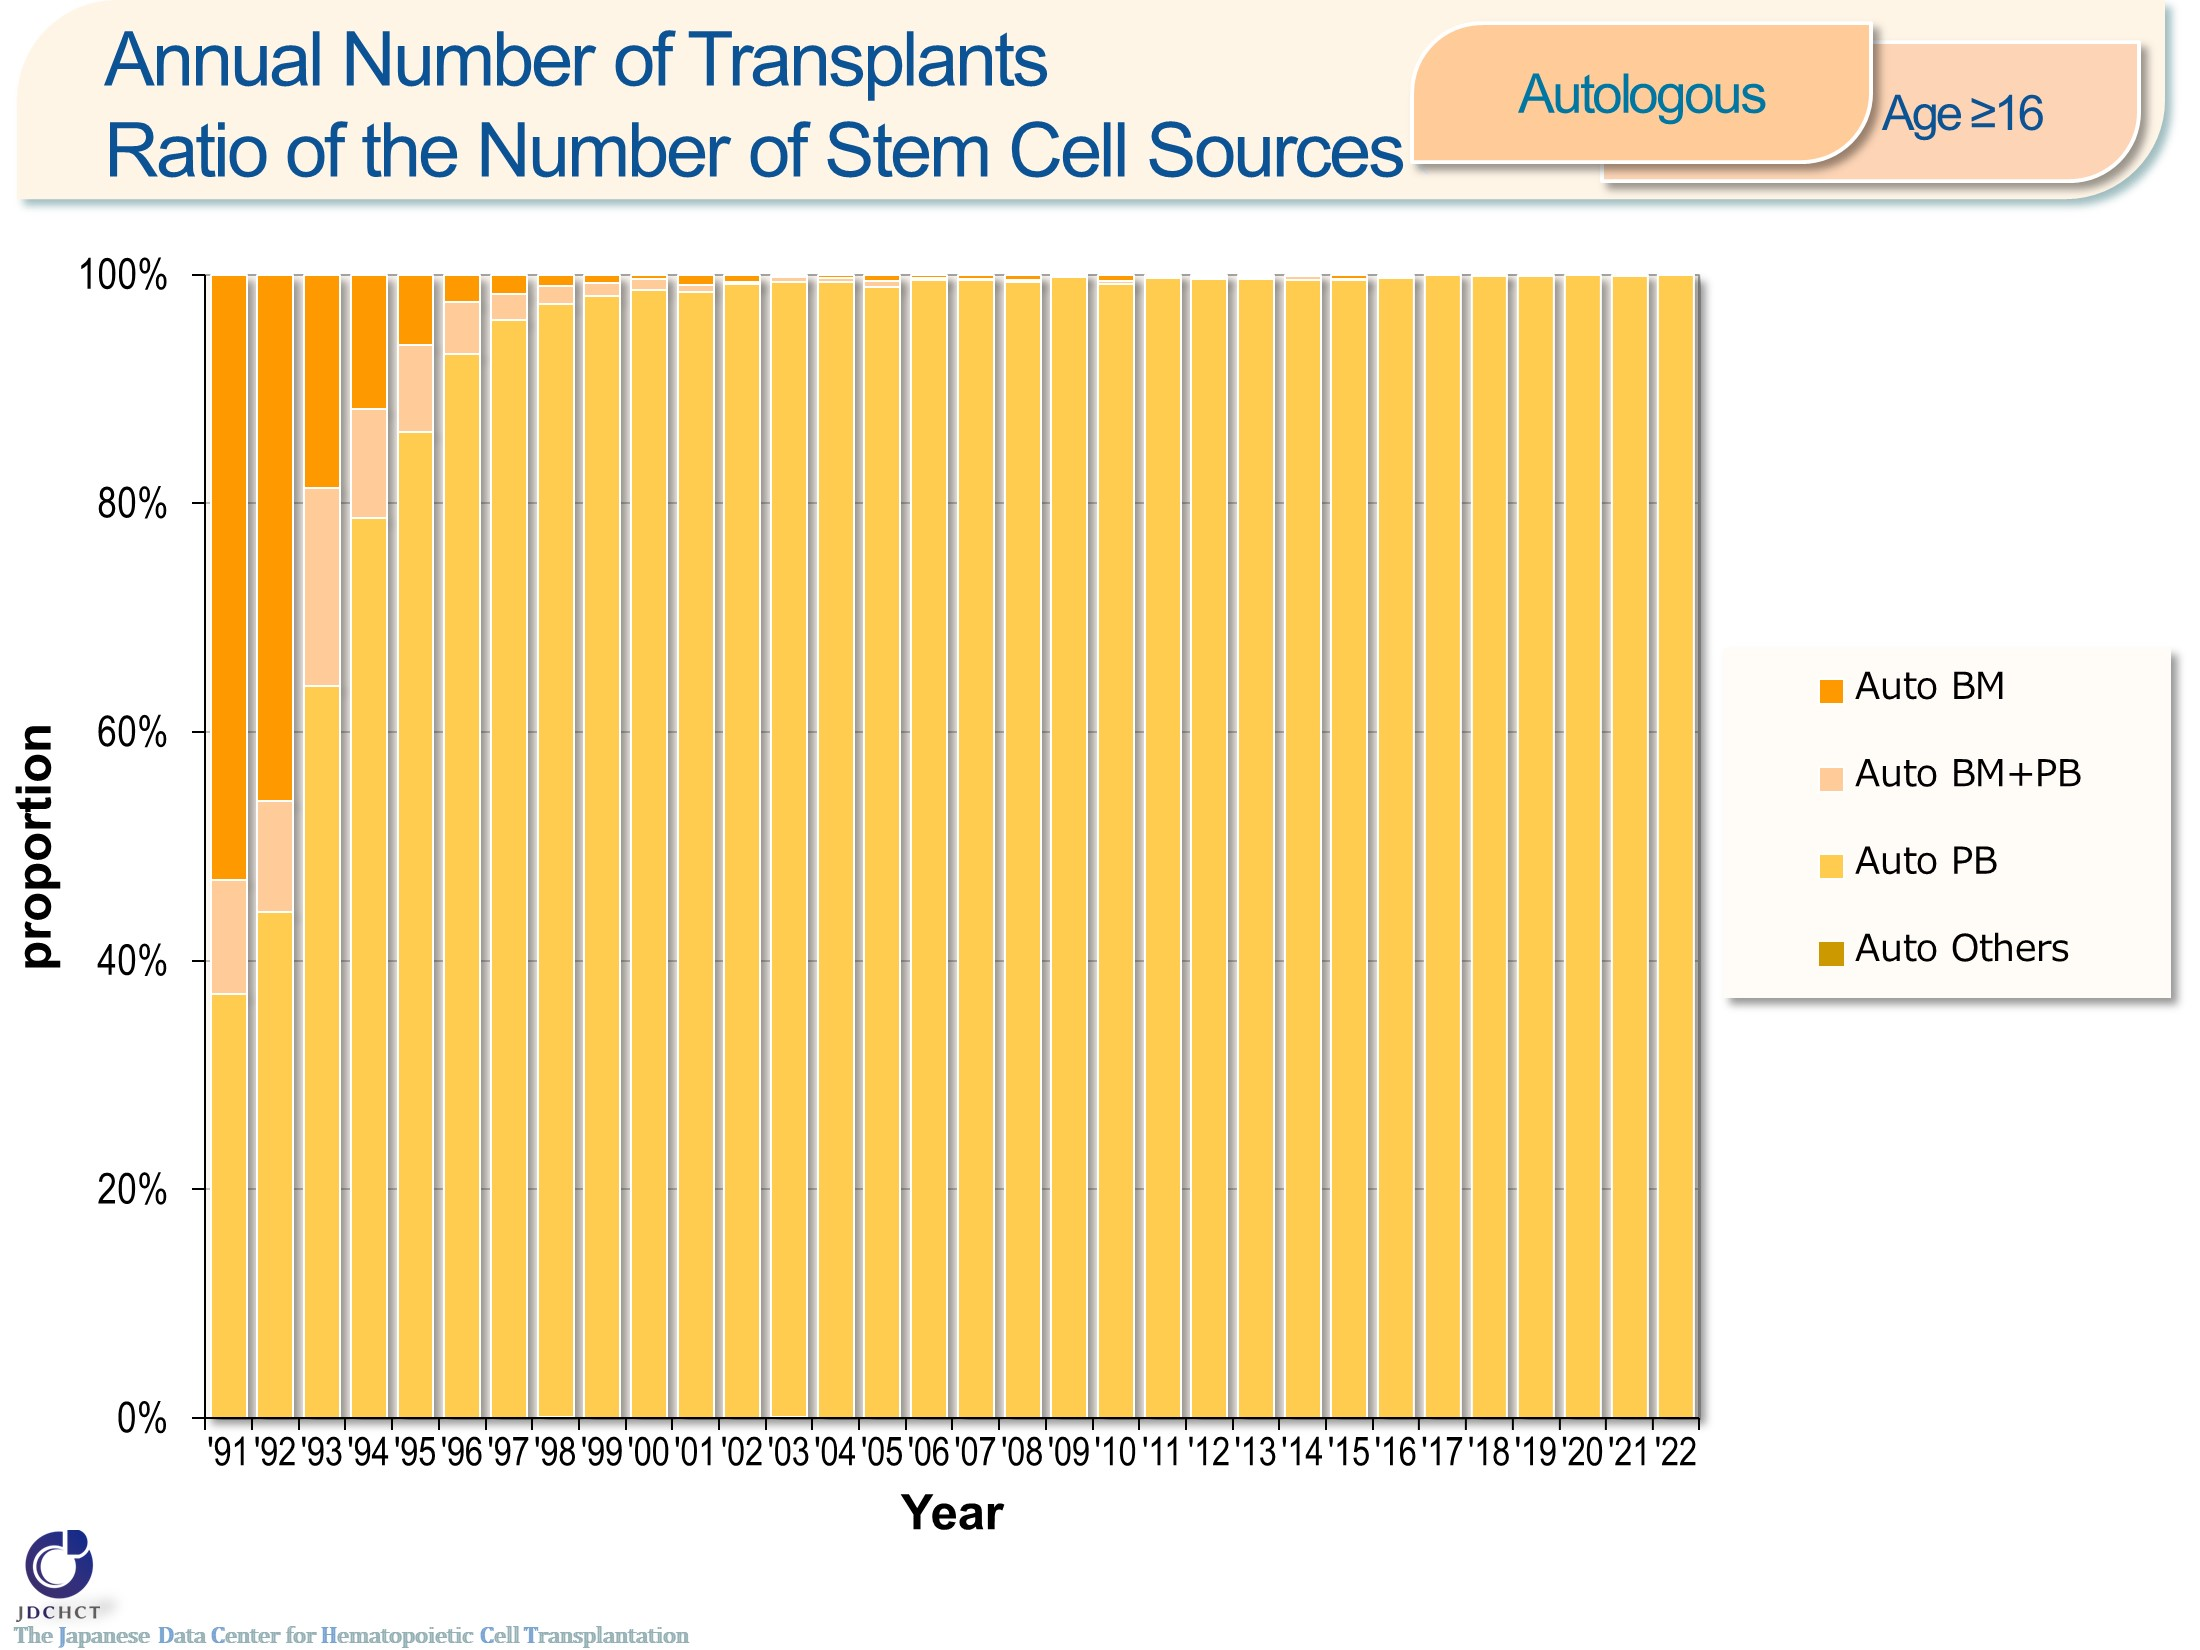 Annual Number of Transplants
Ratio of the Number of Stem Cell Sources
Autologous
Age ≥16
100%
80%
60%
40%
20%
0%
proportion
'91 '92 '93 '94 '95 '96 '97 '98 '99 '00 '01 '02 '03 '04 '05 '06 '07 '08 '09 '10 '11 '12 '13 '14 '15 '16 '17 '18 '19 '20 '21 '22
Year
Auto BM
Auto BM+PB
Auto PB
Auto Others
JDCHCT
The Japanese Data Center for Hematopoietic Cell Transplantation